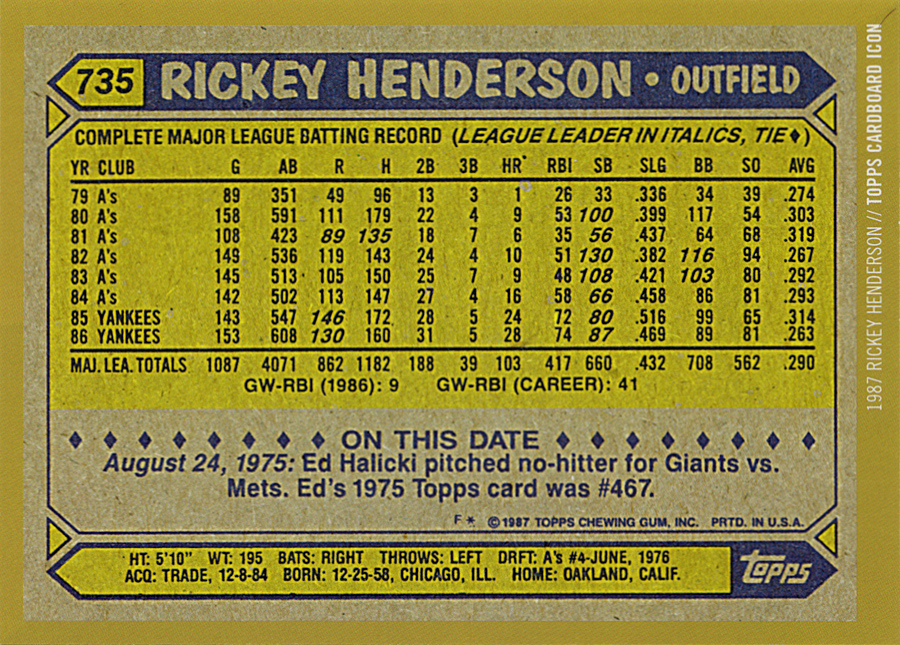 735 RICKEY HENDERSON • OUTFIELD
COMPLETE MAJOR LEAGUE BATTING RECORD (LEAGUE LEADER IN ITALICS, TIE♦)
YR CLUB G AB R H 2B 3B HR RBI SB SLG BB SO AVG
79 A's 89 351 49 96 13 3 1 26 33 .336 34 39 .274
80 A's 158 591 111 179 22 4 9 53 100 .399 117 54 .303
81 A's 108 423 89 135 18 7 6 35 56 .437 64 68 .319
82 A's 149 536 119 143 24 4 10 51 130 .382 116 94 .267
83 A's 145 513 105 150 25 7 9 48 108 .421 103 80 .292
84 A's 142 502 113 147 27 4 16 58 66 .458 86 81 .293
85 YANKEES 143 547 146 172 28 5 24 72 80 .516 99 65 .314
86 YANKEES 153 608 130 160 31 5 28 74 87 .469 89 81 .263
MAJ. LEA. TOTALS 1087 4071 862 1182 188 39 103 417 660 .432 708 562 .290
GW-RBI (1986): 9 GW-RBI (CAREER): 41
♦ ♦ ♦ ♦ ♦ ♦ ♦ ♦ ON THIS DATE ♦ ♦ ♦ ♦ ♦ ♦ ♦ ♦
August 24, 1975: Ed Halicki pitched no-hitter for Giants vs.
Mets. Ed's 1975 Topps card was #467.
F* ©1987 TOPPS CHEWING GUM, INC. PRTD. IN U.S.A.
HT: 5'10" WT: 195 BATS: RIGHT THROWS: LEFT DRFT: A's #4-JUNE, 1976
ACQ: TRADE, 12-8-84 BORN: 12-25-58, CHICAGO, ILL. HOME: OAKLAND, CALIF.
topps
1987 RICKEY HENDERSON // TOPPS CARDBOARD ICON